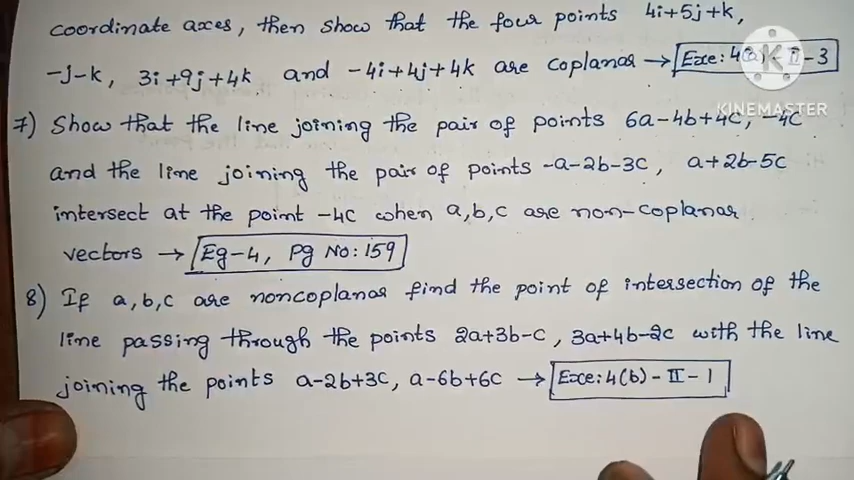 coordinate axes, then show that the four points 4i+5j+k,
-j-k, 3i+9j+4k and -4i+4j+4k are coplanar → Exe: 4(a)-II-3
KINEMASTER
7) Show that the line joining the pair of points 6a-4b+4c, -4c
and the line joining the pair of points -a-2b-3c, a+2b-5c
intersect at the point -4c when a,b,c are non-coplanar
vectors → Eg-4, Pg No: 159
8) If a,b,c are noncoplanar find the point of intersection of the
line passing through the points 2a+3b-c, 3a+4b-2c with the line
joining the points a-2b+3c, a-6b+6c → Exe: 4(b)-II-1